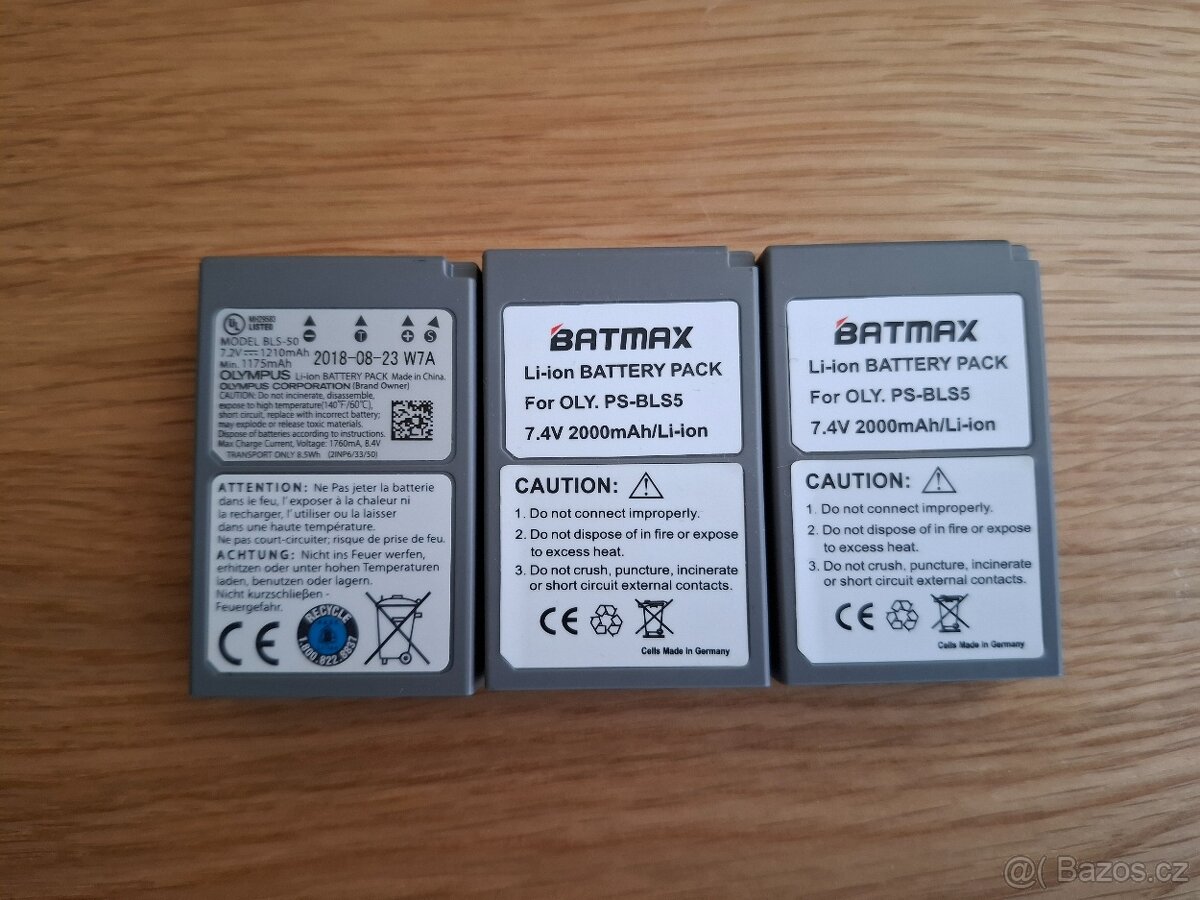 MH29583
LISTED
MODEL BLS-50
7.2V 1210mAh
Min. 1175mAh
2018-08-23 W7A
T
S
OLYMPUS Li-ion BATTERY PACK Made in China.
OLYMPUS CORPORATION (Brand Owner)
CAUTION: Do not incinerate, disassemble,
expose to high temperature(140°F/60°C),
short circuit, replace with incorrect battery;
may explode or release toxic materials.
Dispose of batteries according to instructions.
Max Charge Current, Voltage: 1760mA, 8.4V
TRANSPORT ONLY 8.5Wh (2INP6/33/50)
ATTENTION: Ne Pas jeter la batterie
dans le feu, l'exposer à la chaleur ni
la recharger, l'utiliser ou la laisser
dans une haute température.
Ne pas court-circuiter; risque de prise de feu.
ACHTUNG: Nicht ins Feuer werfen,
erhitzen oder unter hohen Temperaturen
laden, benutzen oder lagern.
Nicht kurzschließen -
Feuergefahr.
CE
RECYCLE
1.800.822.8837
BATMAX
Li-ion BATTERY PACK
For OLY. PS-BLS5
7.4V 2000mAh/Li-ion
CAUTION:
1. Do not connect improperly.
2. Do not dispose of in fire or expose
to excess heat.
3. Do not crush, puncture, incinerate
or short circuit external contacts.
CE
Cells Made in Germany
BATMAX
Li-ion BATTERY PACK
For OLY. PS-BLS5
7.4V 2000mAh/Li-ion
CAUTION:
1. Do not connect improperly.
2. Do not dispose of in fire or expose
to excess heat.
3. Do not crush, puncture, incinerate
or short circuit external contacts.
CE
Cells Made in Germany
@( Bazos.cz